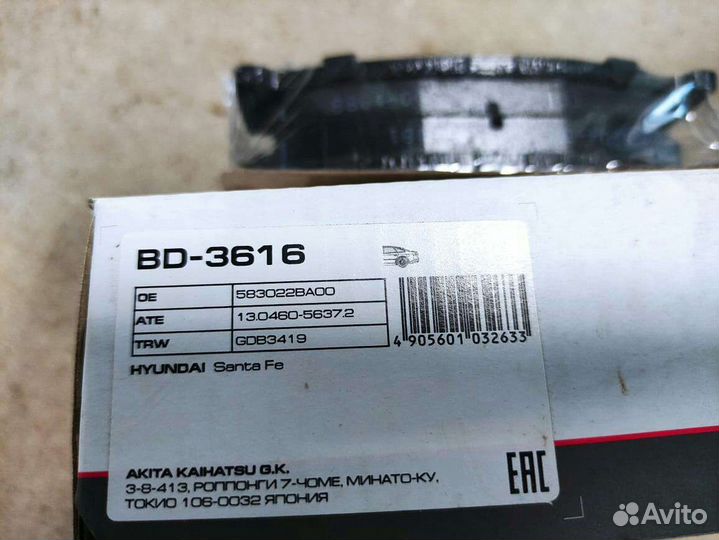 BD-3616
OE 583022BA00
ATE 13.0460-5637.2
TRW GDB3419
HYUNDAI Santa Fe
4 905601 032633
AKITA KAIHATSU G.K.
3-8-413, РОППОНГИ 7-ЧОМЕ, МИНАТО-КУ,
ТОКИО 106-0032 ЯПОНИЯ
EAC
Avito